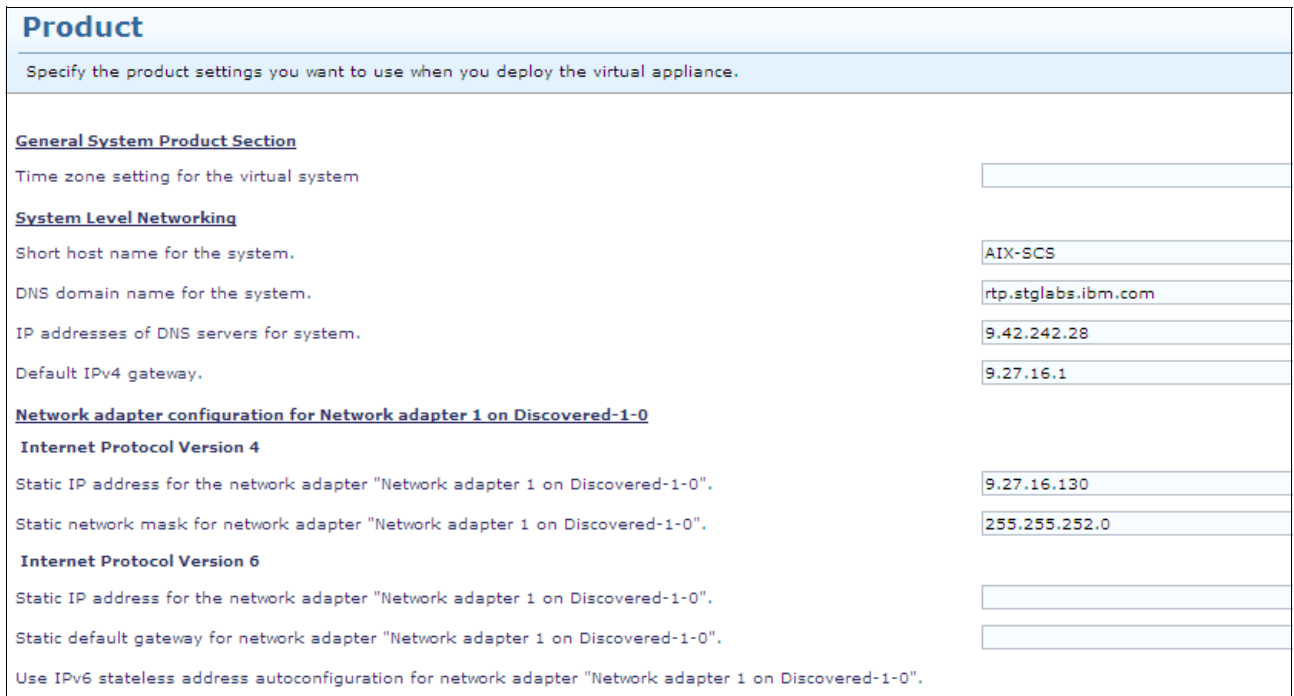 Product
Specify the product settings you want to use when you deploy the virtual appliance.
General System Product Section
Time zone setting for the virtual system
System Level Networking
Short host name for the system. AIX-SCS
DNS domain name for the system. rtp.stglabs.ibm.com
IP addresses of DNS servers for system. 9.42.242.28
Default IPv4 gateway. 9.27.16.1
Network adapter configuration for Network adapter 1 on Discovered-1-0
Internet Protocol Version 4
Static IP address for the network adapter "Network adapter 1 on Discovered-1-0". 9.27.16.130
Static network mask for network adapter "Network adapter 1 on Discovered-1-0". 255.255.252.0
Internet Protocol Version 6
Static IP address for the network adapter "Network adapter 1 on Discovered-1-0".
Static default gateway for network adapter "Network adapter 1 on Discovered-1-0".
Use IPv6 stateless address autoconfiguration for network adapter "Network adapter 1 on Discovered-1-0".